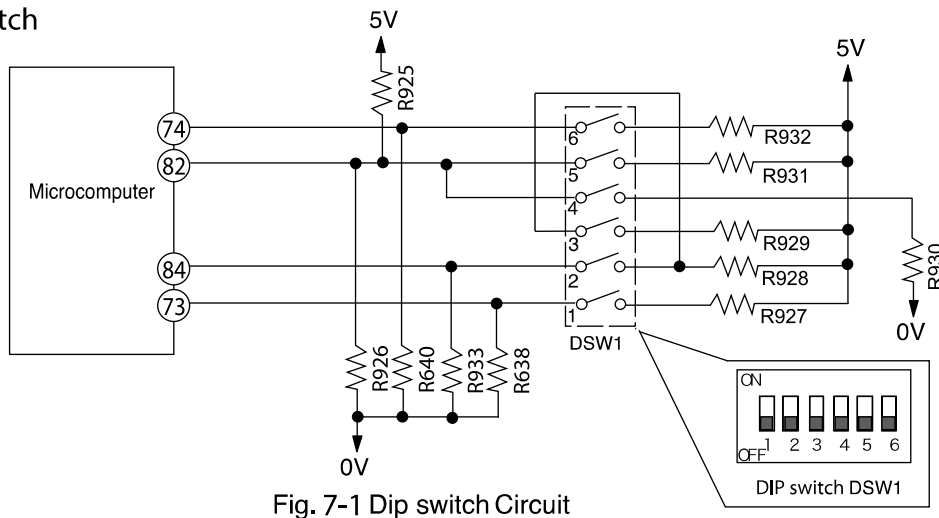 tch
5V
R925
5V
74
82
Microcomputer
84
73
6
5
4
3
2
1
DSW1
R932
R931
R929
R928
R927
R930
0V
R926
R640
R933
R638
0V
ON
OFF
1 2 3 4 5 6
DIP switch DSW1
Fig. 7-1 Dip switch Circuit